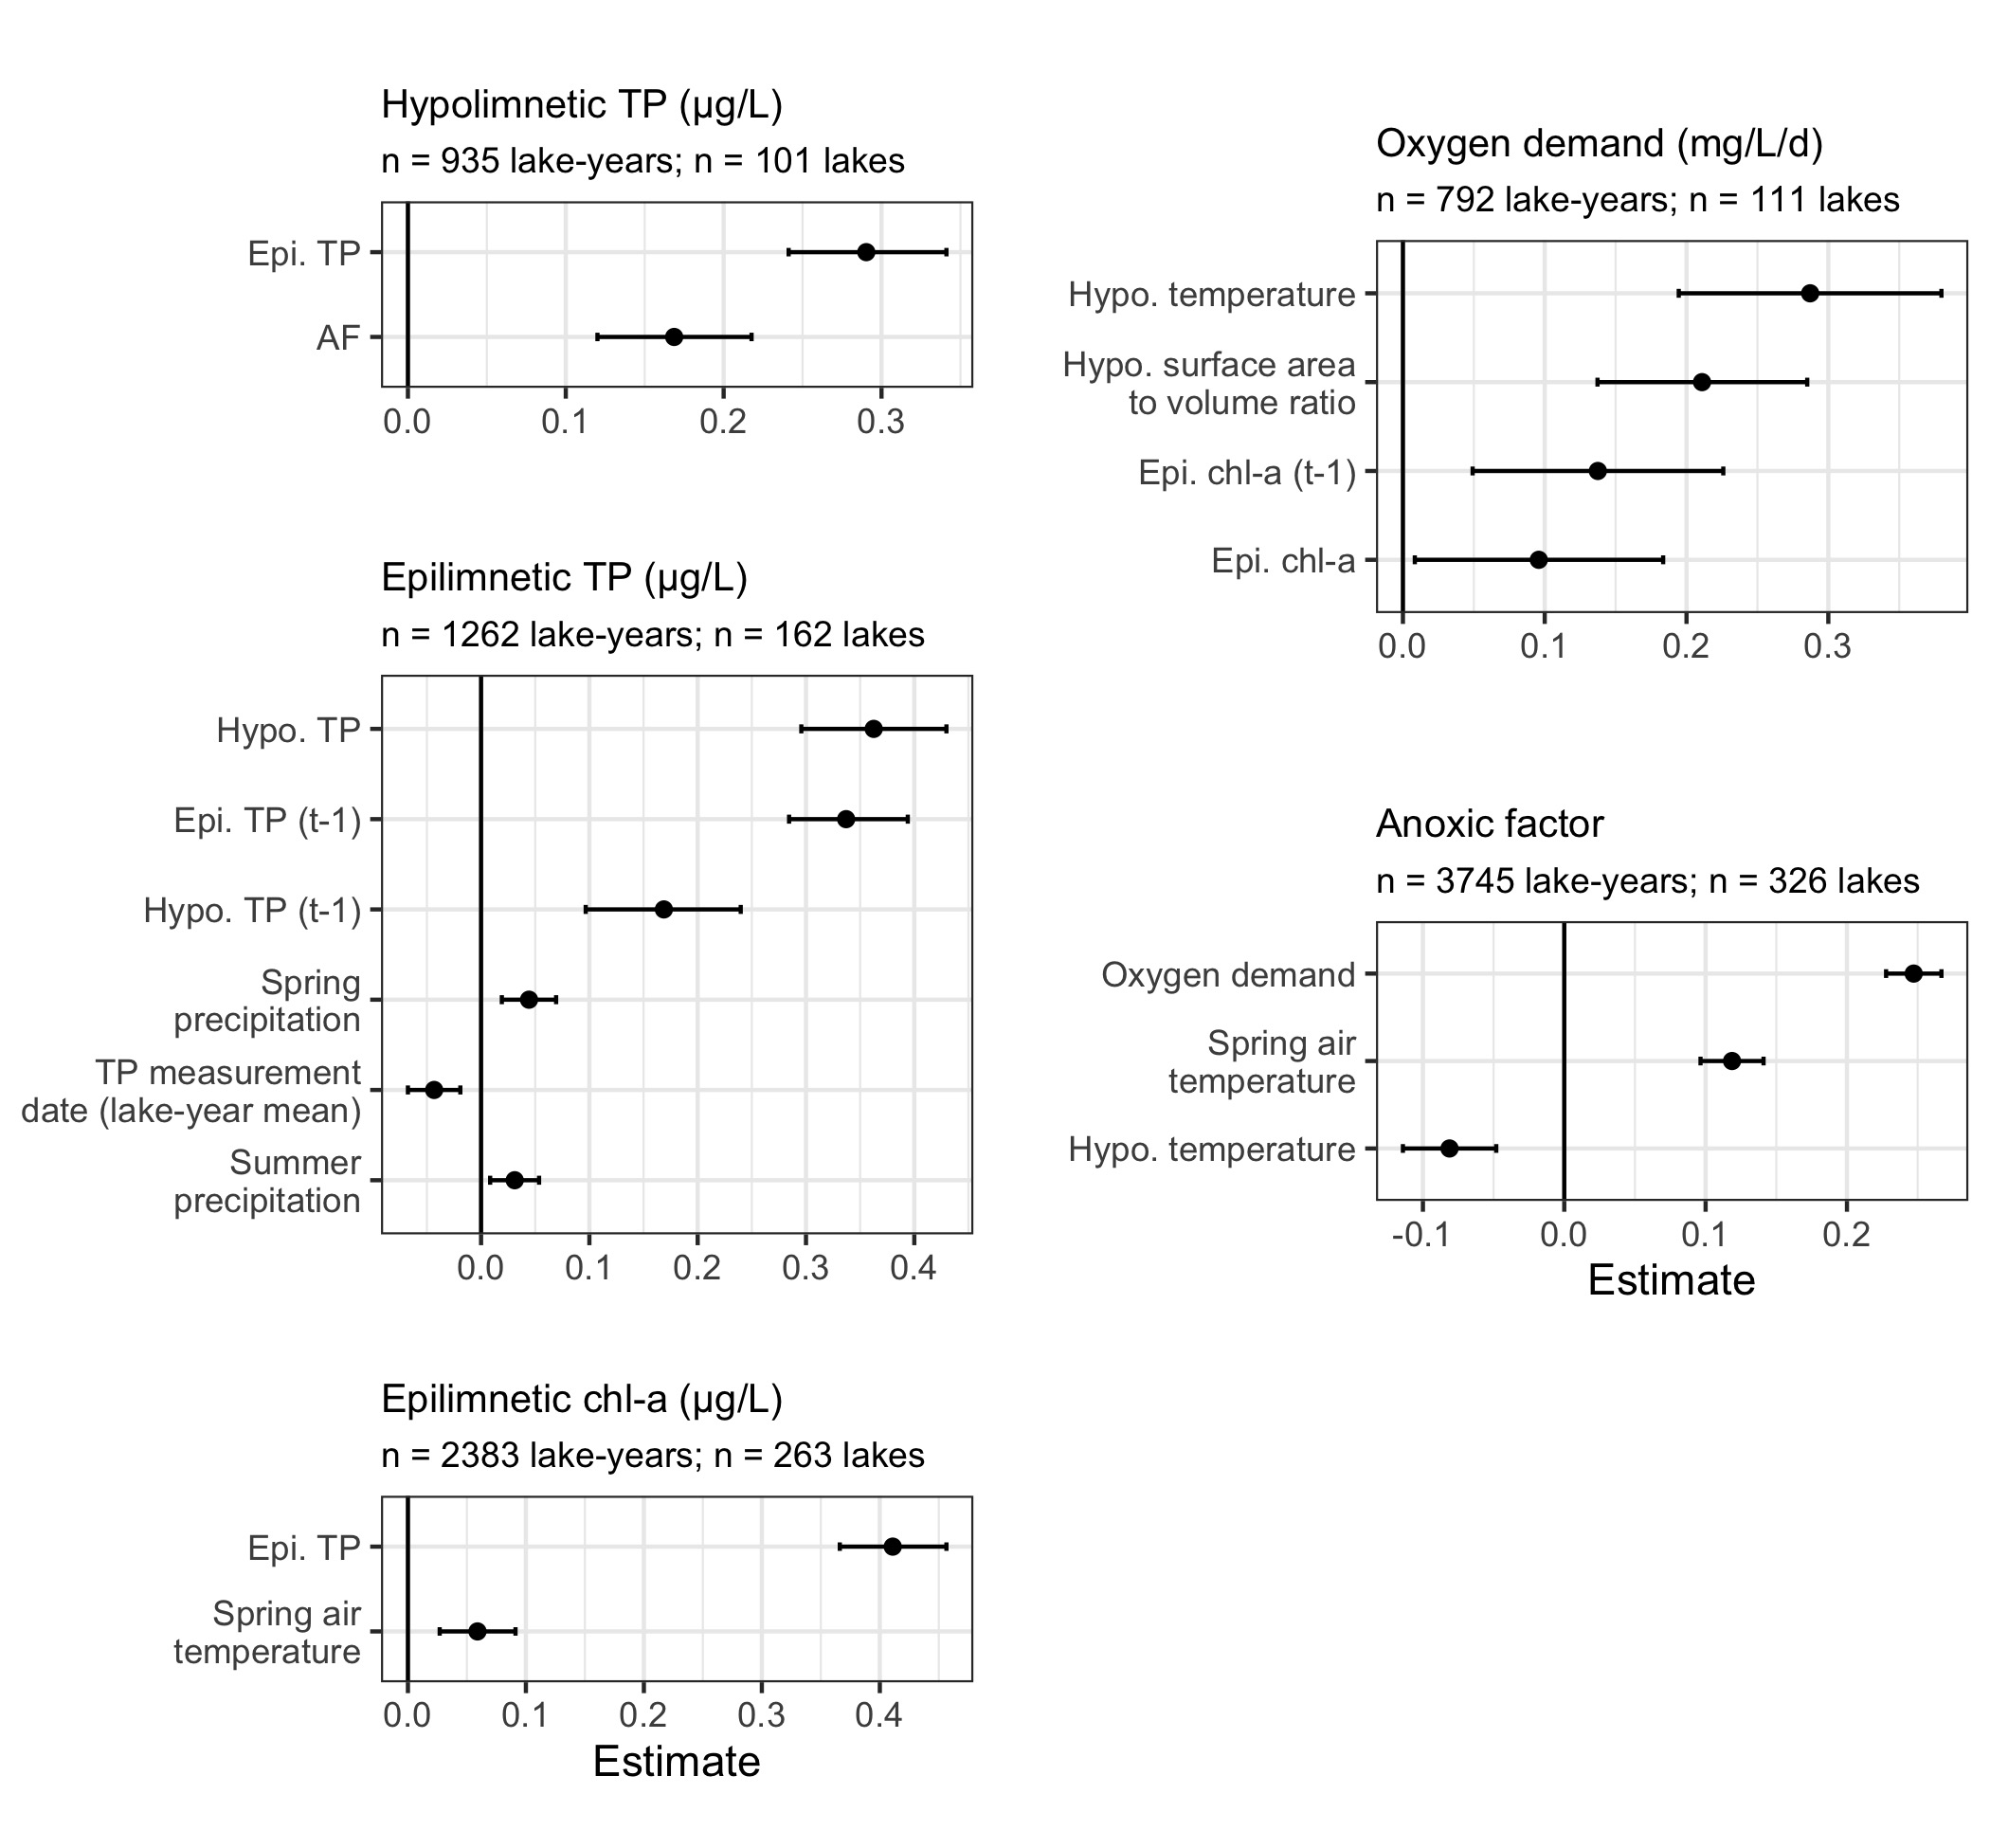 Hypolimnetic TP (µg/L)
n = 935 lake-years; n = 101 lakes
Epi. TP
AF
0.0 0.1 0.2 0.3
Epilimnetic TP (µg/L)
n = 1262 lake-years; n = 162 lakes
Hypo. TP
Epi. TP (t-1)
Hypo. TP (t-1)
Spring
precipitation
TP measurement
date (lake-year mean)
Summer
precipitation
0.0 0.1 0.2 0.3 0.4
Epilimnetic chl-a (µg/L)
n = 2383 lake-years; n = 263 lakes
Epi. TP
Spring air
temperature
0.0 0.1 0.2 0.3 0.4
Estimate
Oxygen demand (mg/L/d)
n = 792 lake-years; n = 111 lakes
Hypo. temperature
Hypo. surface area
to volume ratio
Epi. chl-a (t-1)
Epi. chl-a
0.0 0.1 0.2 0.3
Anoxic factor
n = 3745 lake-years; n = 326 lakes
Oxygen demand
Spring air
temperature
Hypo. temperature
-0.1 0.0 0.1 0.2
Estimate